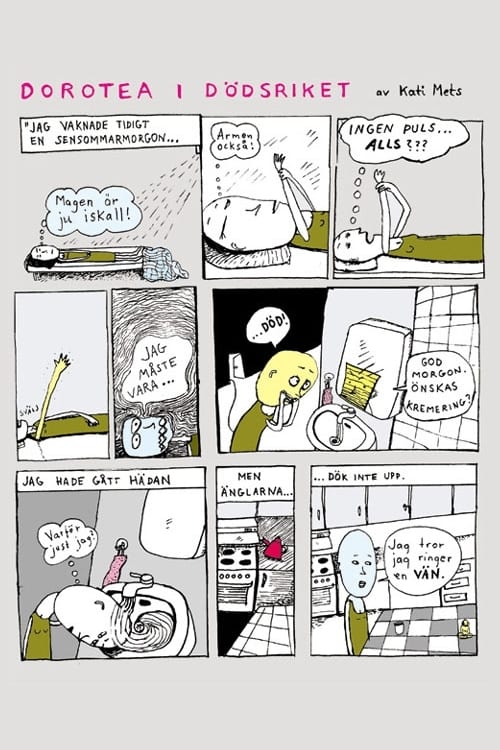 DOROTEA I DÖDSRIKET av Kati Mets
"JAG VAKNADE TIDIGT
EN SENSOMMARMORGON...
Magen är
ju iskall!
Armen
också!
INGEN PULS...
ALLS???
SVÄLJ
JAG
MÅSTE
VARA...
...DÖD!
GOD
MORGON.
ÖNSKAS
KREMERING?
JAG HADE GÅTT HÄDAN
Varför
just jag?
MEN
ÄNGLARNA...
...DÖK INTE UPP.
Jag tror
jag ringer
en VÄN.